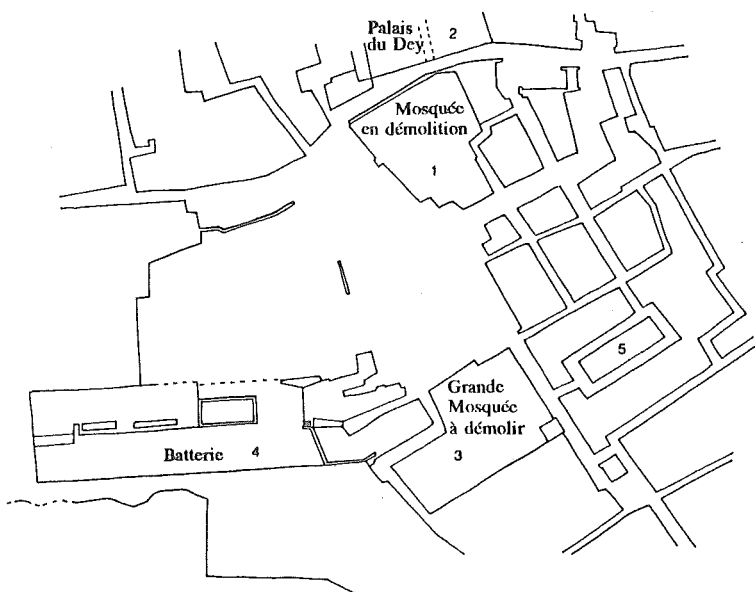 Palais 2
du Dey
Mosquée
en démolition
1
5
Grande
Mosquée
à démolir
3
Batterie 4